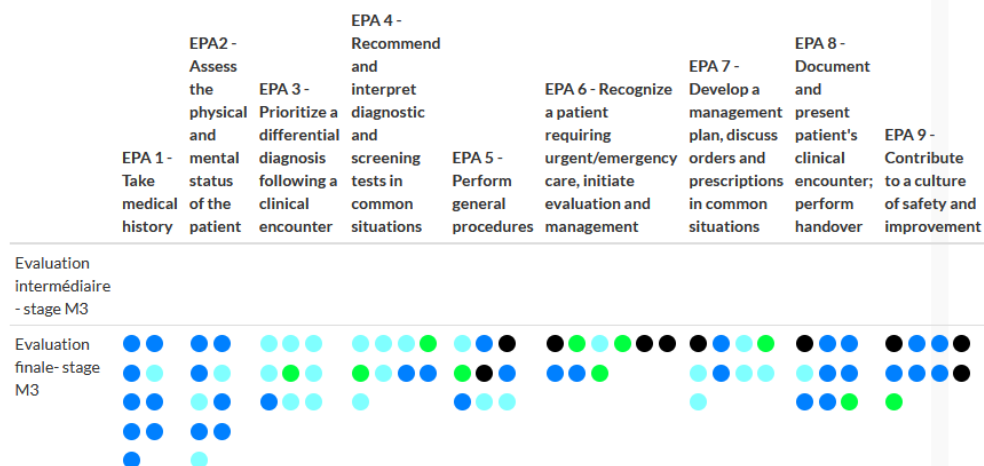 EPA 1 -
Take
medical
history
EPA2 -
Assess
the
physical
and
mental
status
of the
patient
EPA 3 -
Prioritize a
differential
diagnosis
following a
clinical
encounter
EPA 4 -
Recommend
and
interpret
diagnostic
and
screening
tests in
common
situations
EPA 5 -
Perform
general
procedures
EPA 6 - Recognize
a patient
requiring
urgent/emergency
care, initiate
evaluation and
management
EPA 7 -
Develop a
management
plan, discuss
orders and
prescriptions
in common
situations
EPA 8 -
Document
and
present
patient's
clinical
encounter;
perform
handover
EPA 9 -
Contribute
to a culture
of safety and
improvement
Evaluation
intermédiaire
- stage M3
Evaluation
finale- stage
M3